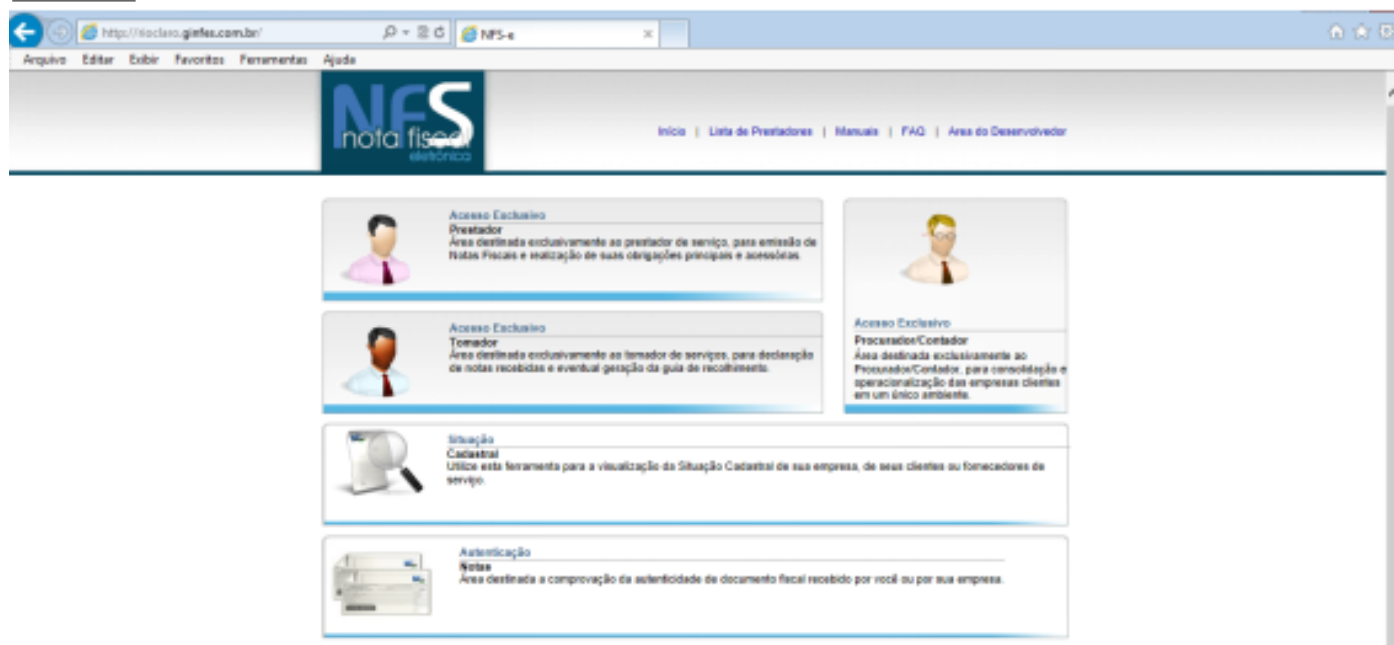 http://rioclaro.ginfes.com.br/
NFS-e
Arquivo Editar Exibir Favoritos Ferramentas Ajuda
NFS
nota fiscal
eletrônica
Início | Lista de Prestadores | Manuais | FAQ | Area do Desenvolvedor
Acesso Exclusivo
Prestador
Área destinada exclusivamente ao prestador de serviço, para emissão de
Notas Fiscais e realização de suas obrigações principais e acessórias.
Acesso Exclusivo
Tomador
Área destinada exclusivamente ao tomador de serviços, para declaração
de notas recebidas e eventual geração da guia de recolhimento.
Acesso Exclusivo
Procurador/Contador
Área destinada exclusivamente ao
Procurador/Contador, para consolidação e
operacionalização das empresas clientes
em um único ambiente.
Situação
Cadastral
Utilize esta ferramenta para a visualização da Situação Cadastral de sua empresa, de seus clientes ou fornecedores de
serviço.
Autenticação
Notas
Área destinada a comprovação da autenticidade de documento fiscal recebido por você ou por sua empresa.